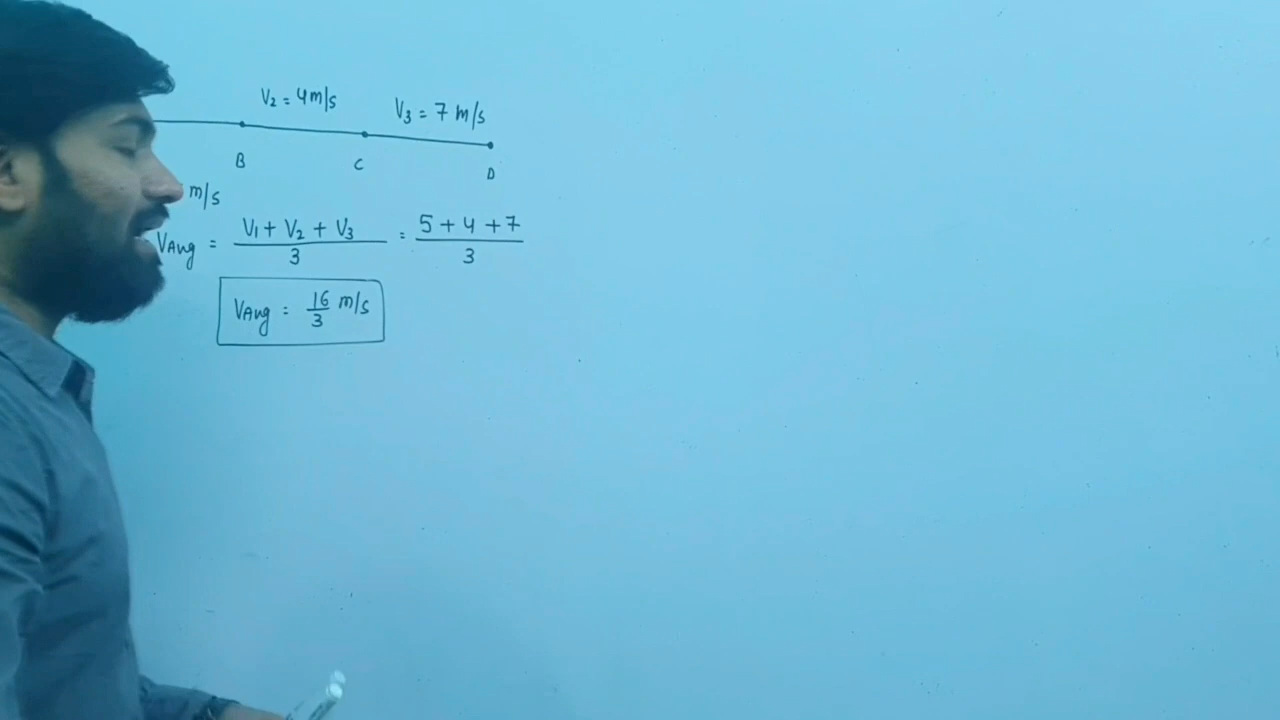 V2 = 4m/s
V3 = 7 m/s
B C D
m/s
VAvg = V1 + V2 + V3 / 3 = 5 + 4 + 7 / 3
VAvg = 16/3 m/s